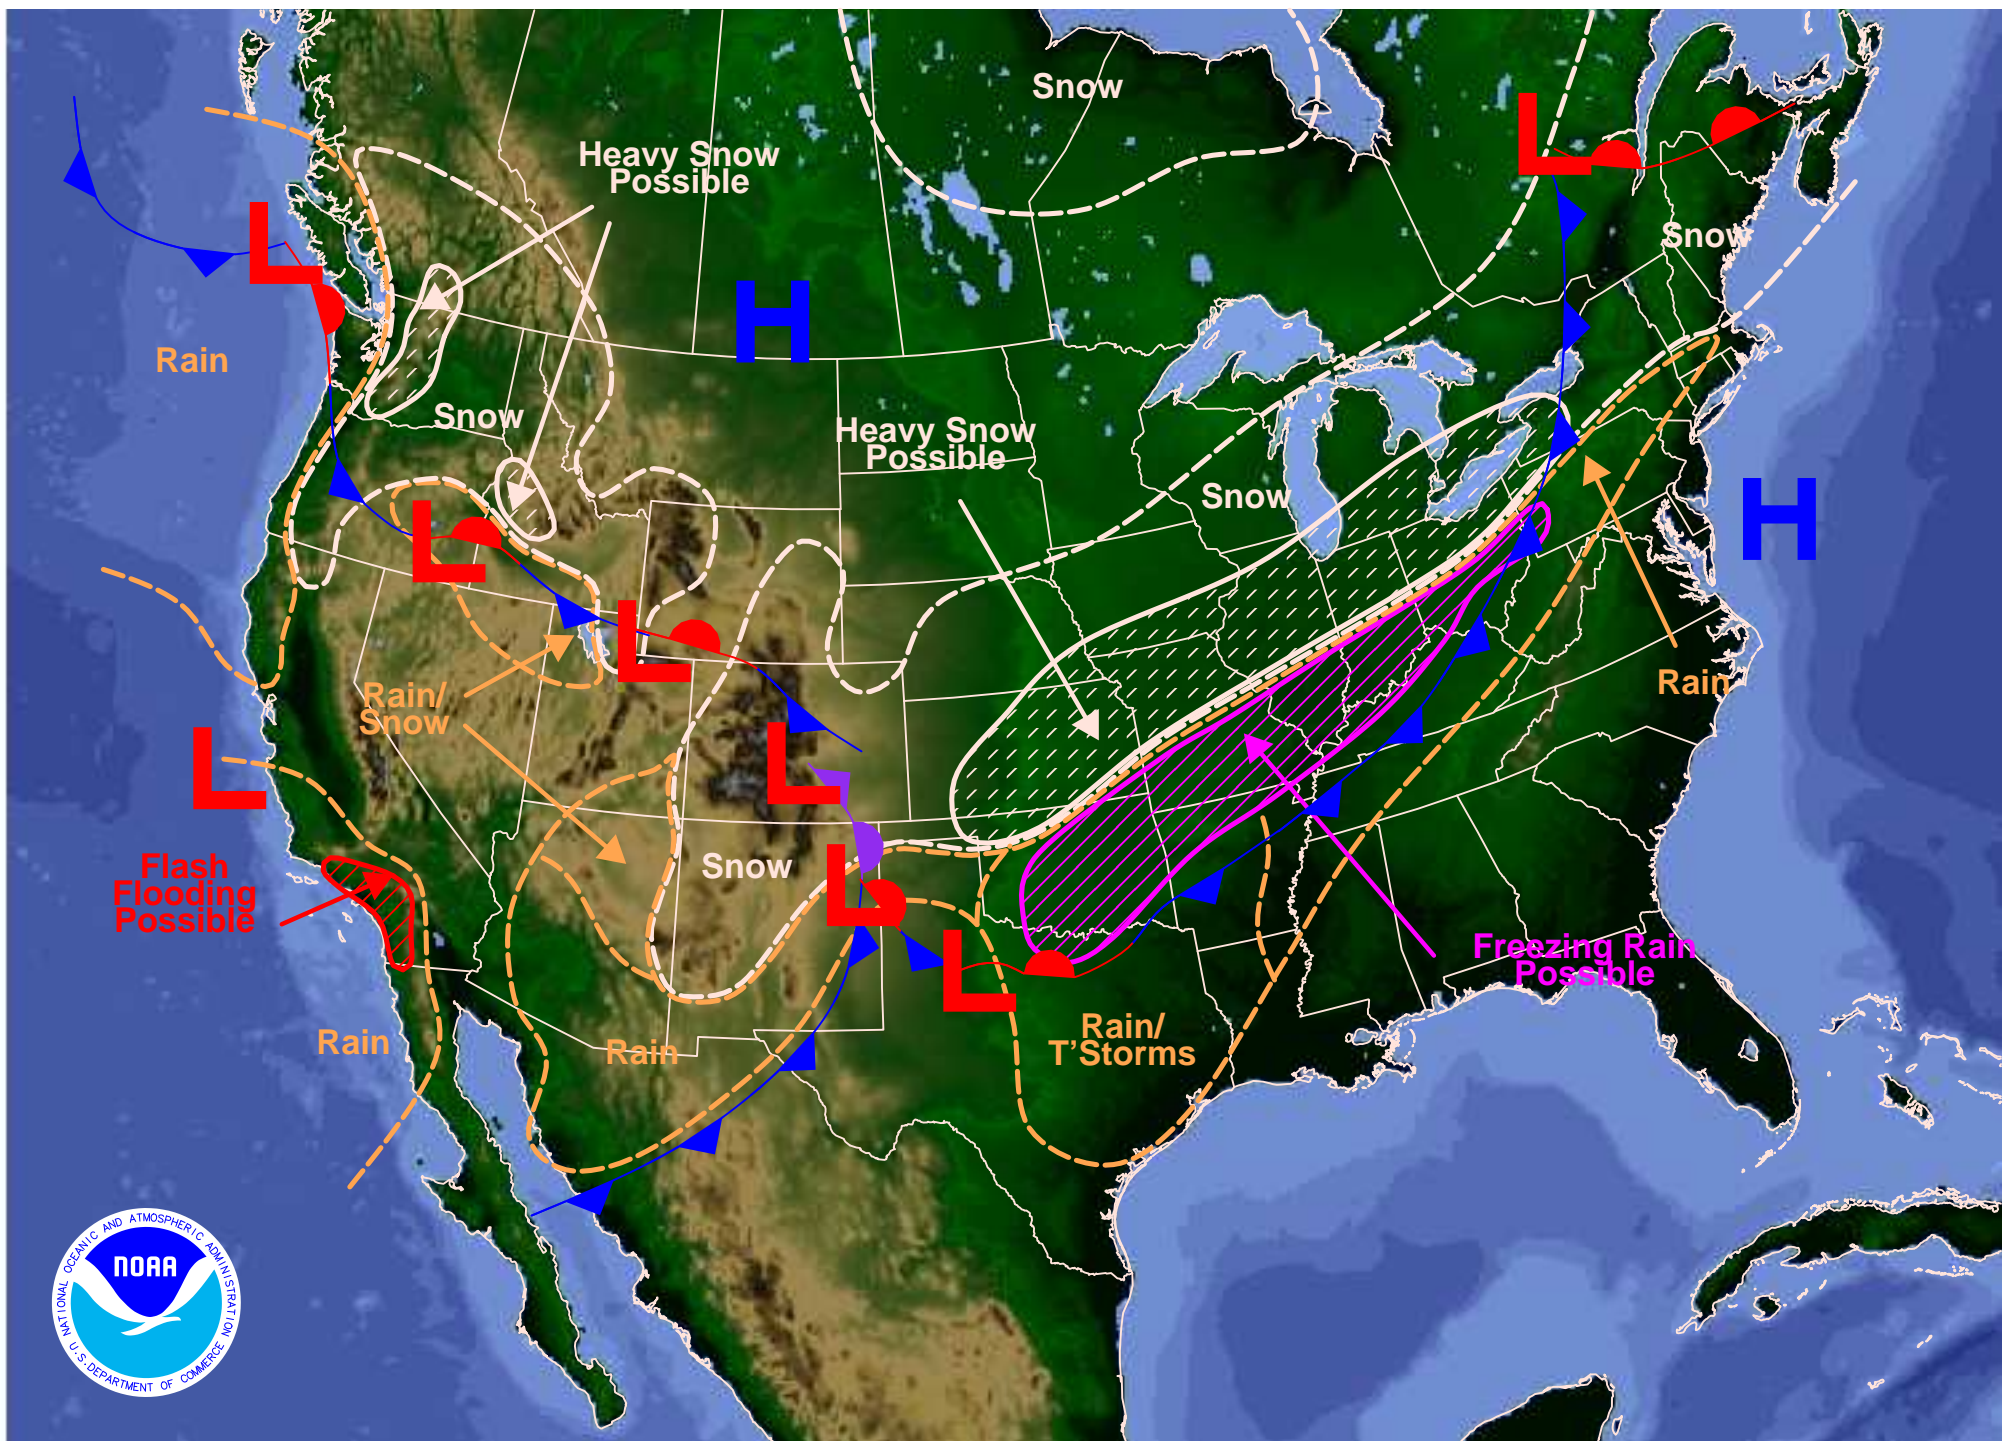 Snow
L
Heavy Snow
Possible
L
Snow
H
Rain
Snow
Heavy Snow
Possible
Snow
H
L
L
Rain
Rain/
Snow
L
L
Flash
Flooding
Possible
Snow
L
L
Freezing Rain
Possible
Rain
Rain
Rain/
T'Storms
NATIONAL OCEANIC AND ATMOSPHERIC ADMINISTRATION
NOAA
U.S. DEPARTMENT OF COMMERCE